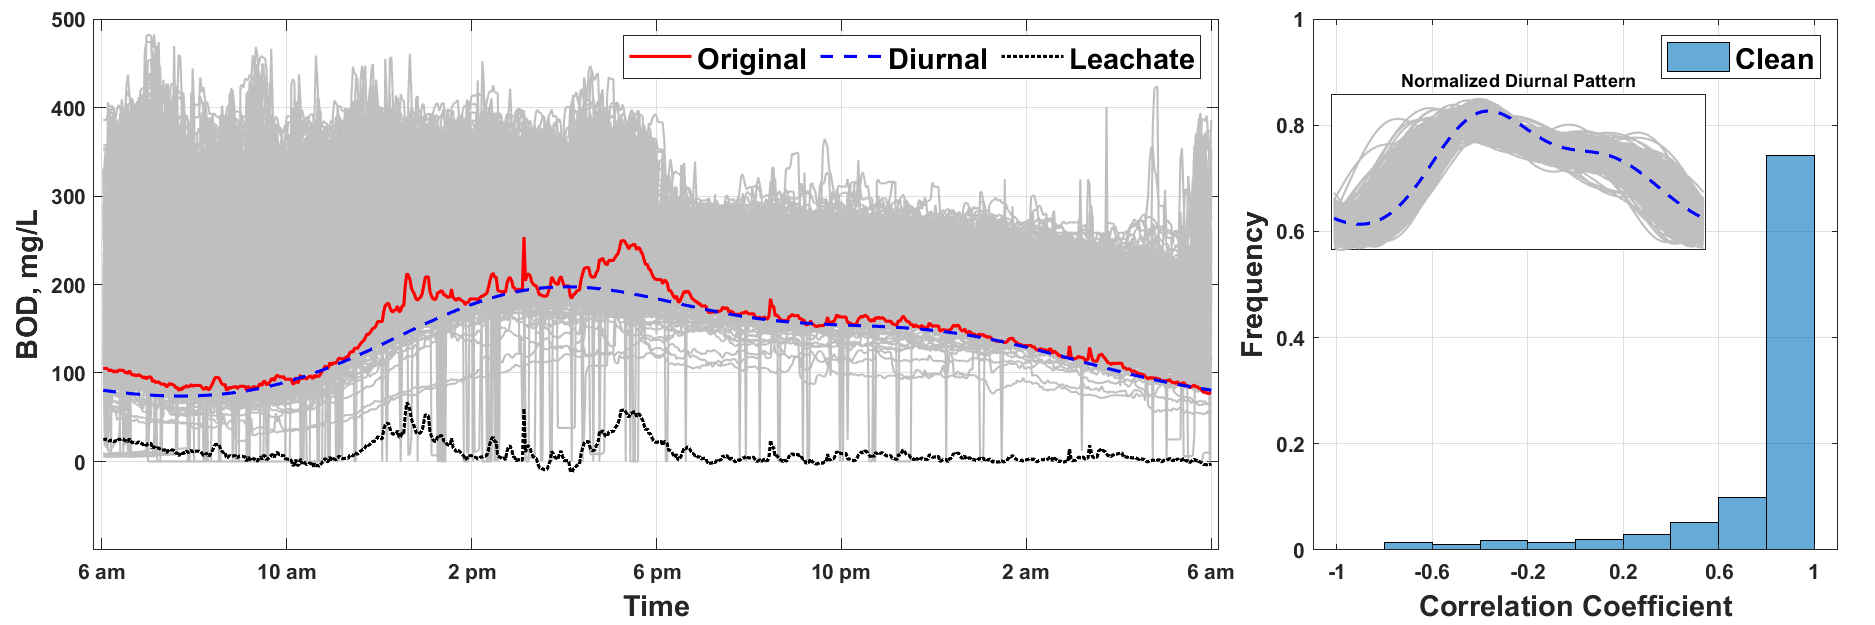 500
400
300
200
100
0
BOD, mg/L
Original Diurnal Leachate
6 am 10 am 2 pm 6 pm 10 pm 2 am 6 am
Time
1
0.8
0.6
0.4
0.2
0
Frequency
Clean
Normalized Diurnal Pattern
-1 -0.6 -0.2 0.2 0.6 1
Correlation Coefficient